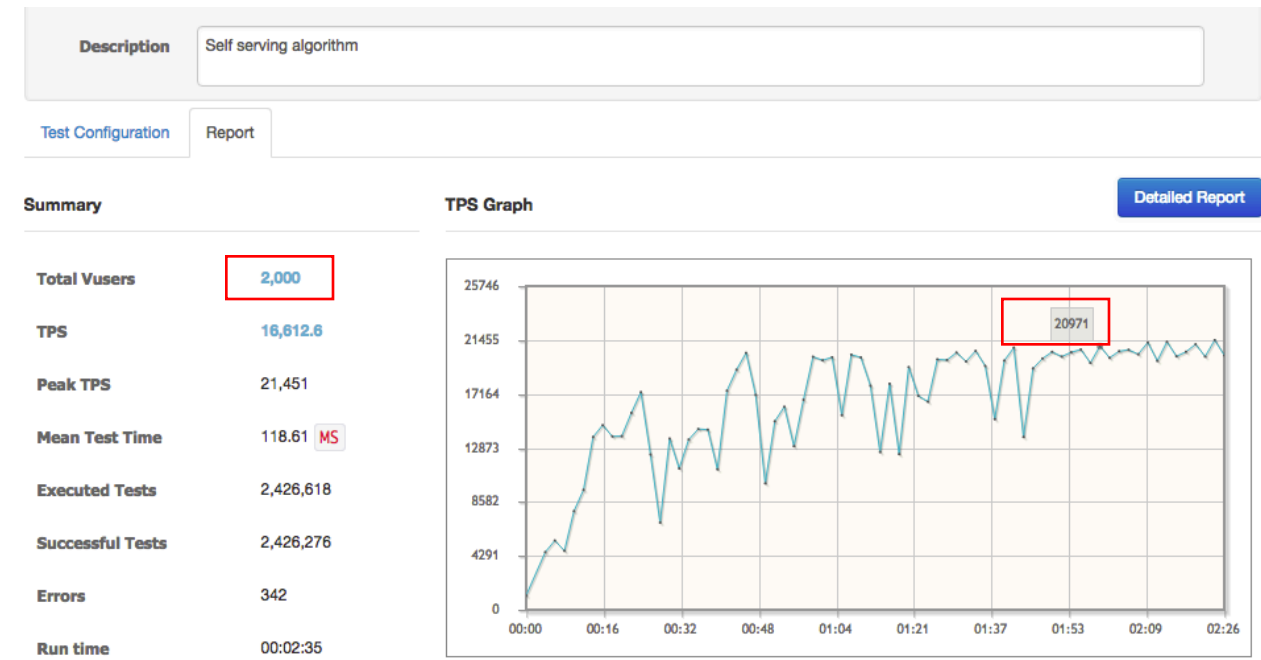 Description Self serving algorithm
Test Configuration Report
Summary
TPS Graph
Detailed Report
Total Vusers 2,000
TPS 16,612.6
Peak TPS 21,451
Mean Test Time 118.61 MS
Executed Tests 2,426,618
Successful Tests 2,426,276
Errors 342
Run time 00:02:35
25746
21455
17164
12873
8582
4291
0
20971
00:00 00:16 00:32 00:48 01:04 01:21 01:37 01:53 02:09 02:26